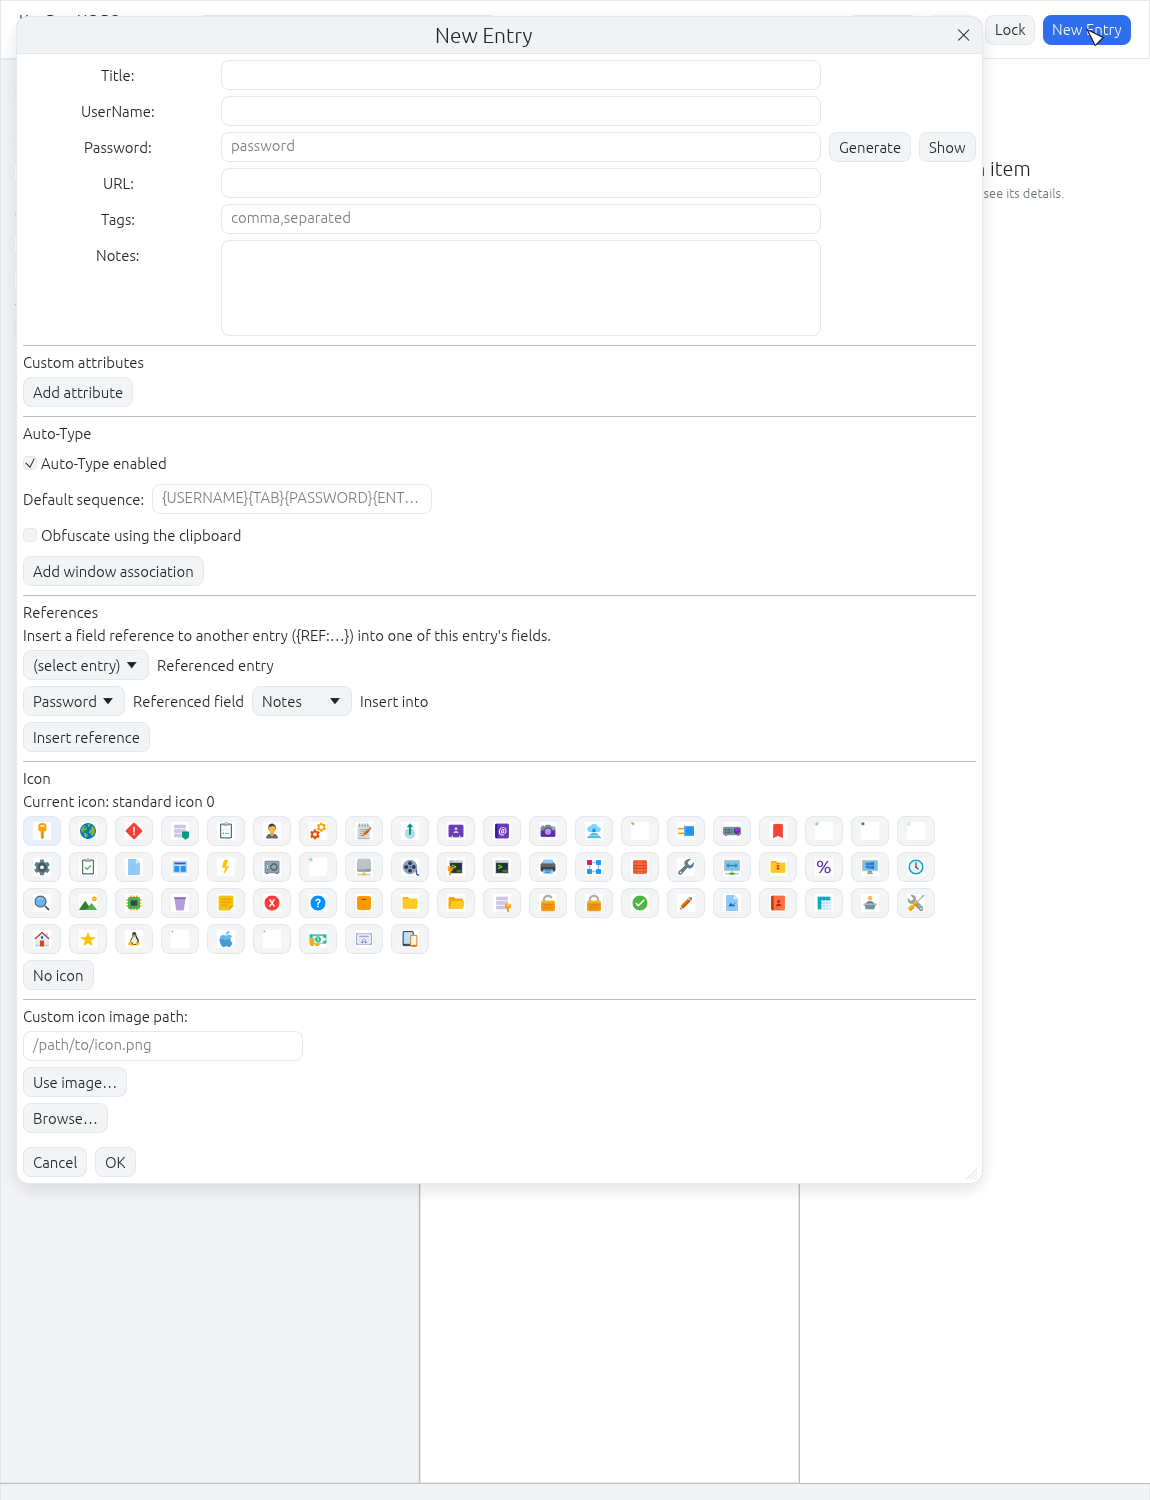 New Entry
Lock
New Entry
Title:
UserName:
Password:
password
Generate
Show
item
URL:
see its details.
Tags:
comma,separated
Notes:
Custom attributes
Add attribute
Auto-Type
Auto-Type enabled
Default sequence:
{USERNAME}{TAB}{PASSWORD}{ENT...
Obfuscate using the clipboard
Add window association
References
Insert a field reference to another entry ({REF:...}) into one of this entry's fields.
(select entry)
Referenced entry
Password
Referenced field
Notes
Insert into
Insert reference
Icon
Current icon: standard icon 0
No icon
Custom icon image path:
/path/to/icon.png
Use image...
Browse...
Cancel
OK